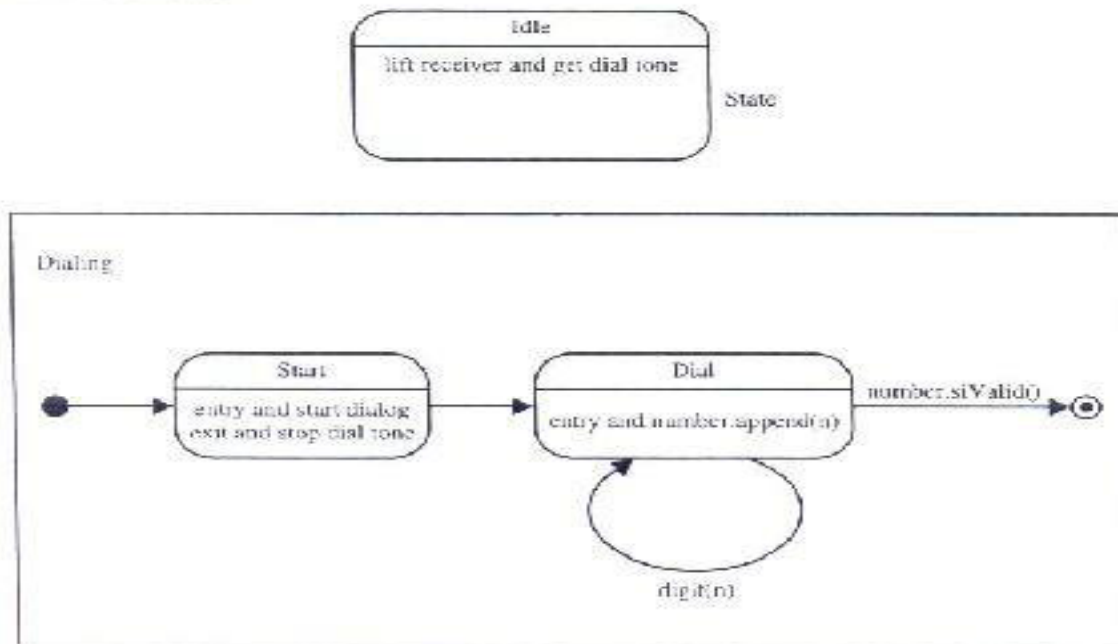 Idle
lift receiver and get dial tone
State
Dialing
Start
entry and start dialog
exit and stop dial tone
Dial
entry and number.append(n)
number.siValid()
digit(n)